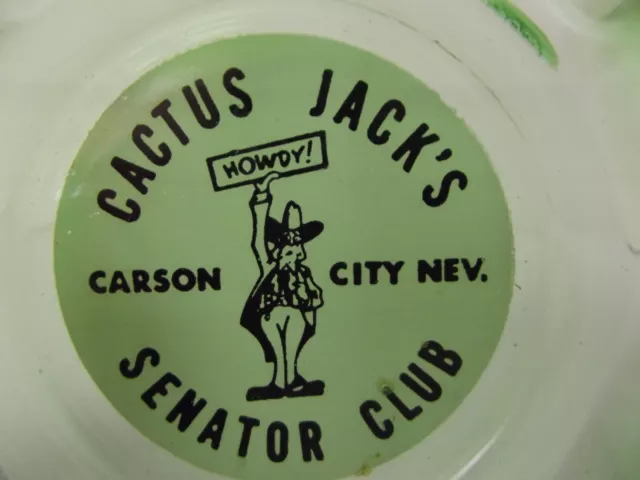 CACTUS JACK'S
HOWDY!
CARSON CITY NEV.
SENATOR CLUB